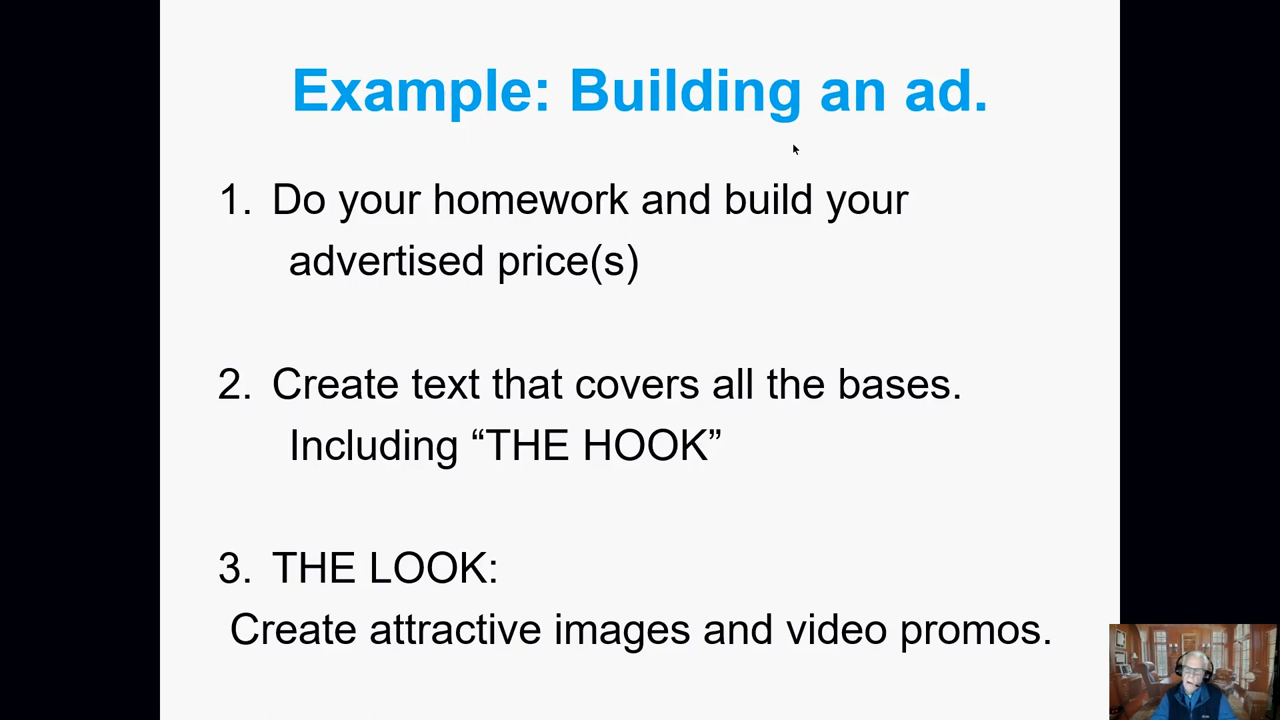 Example: Building an ad.
1. Do your homework and build your
advertised price(s)
2. Create text that covers all the bases.
Including “THE HOOK”
3. THE LOOK:
Create attractive images and video promos.